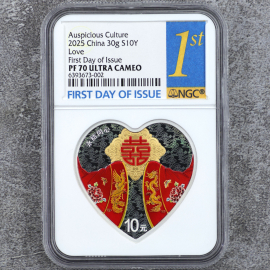 Auspicious Culture
2025 China 30g S10Y
Love
First Day of Issue
PF 70 ULTRA CAMEO
6393673-002
1st
FIRST DAY OF ISSUE
NGC
囍
10元